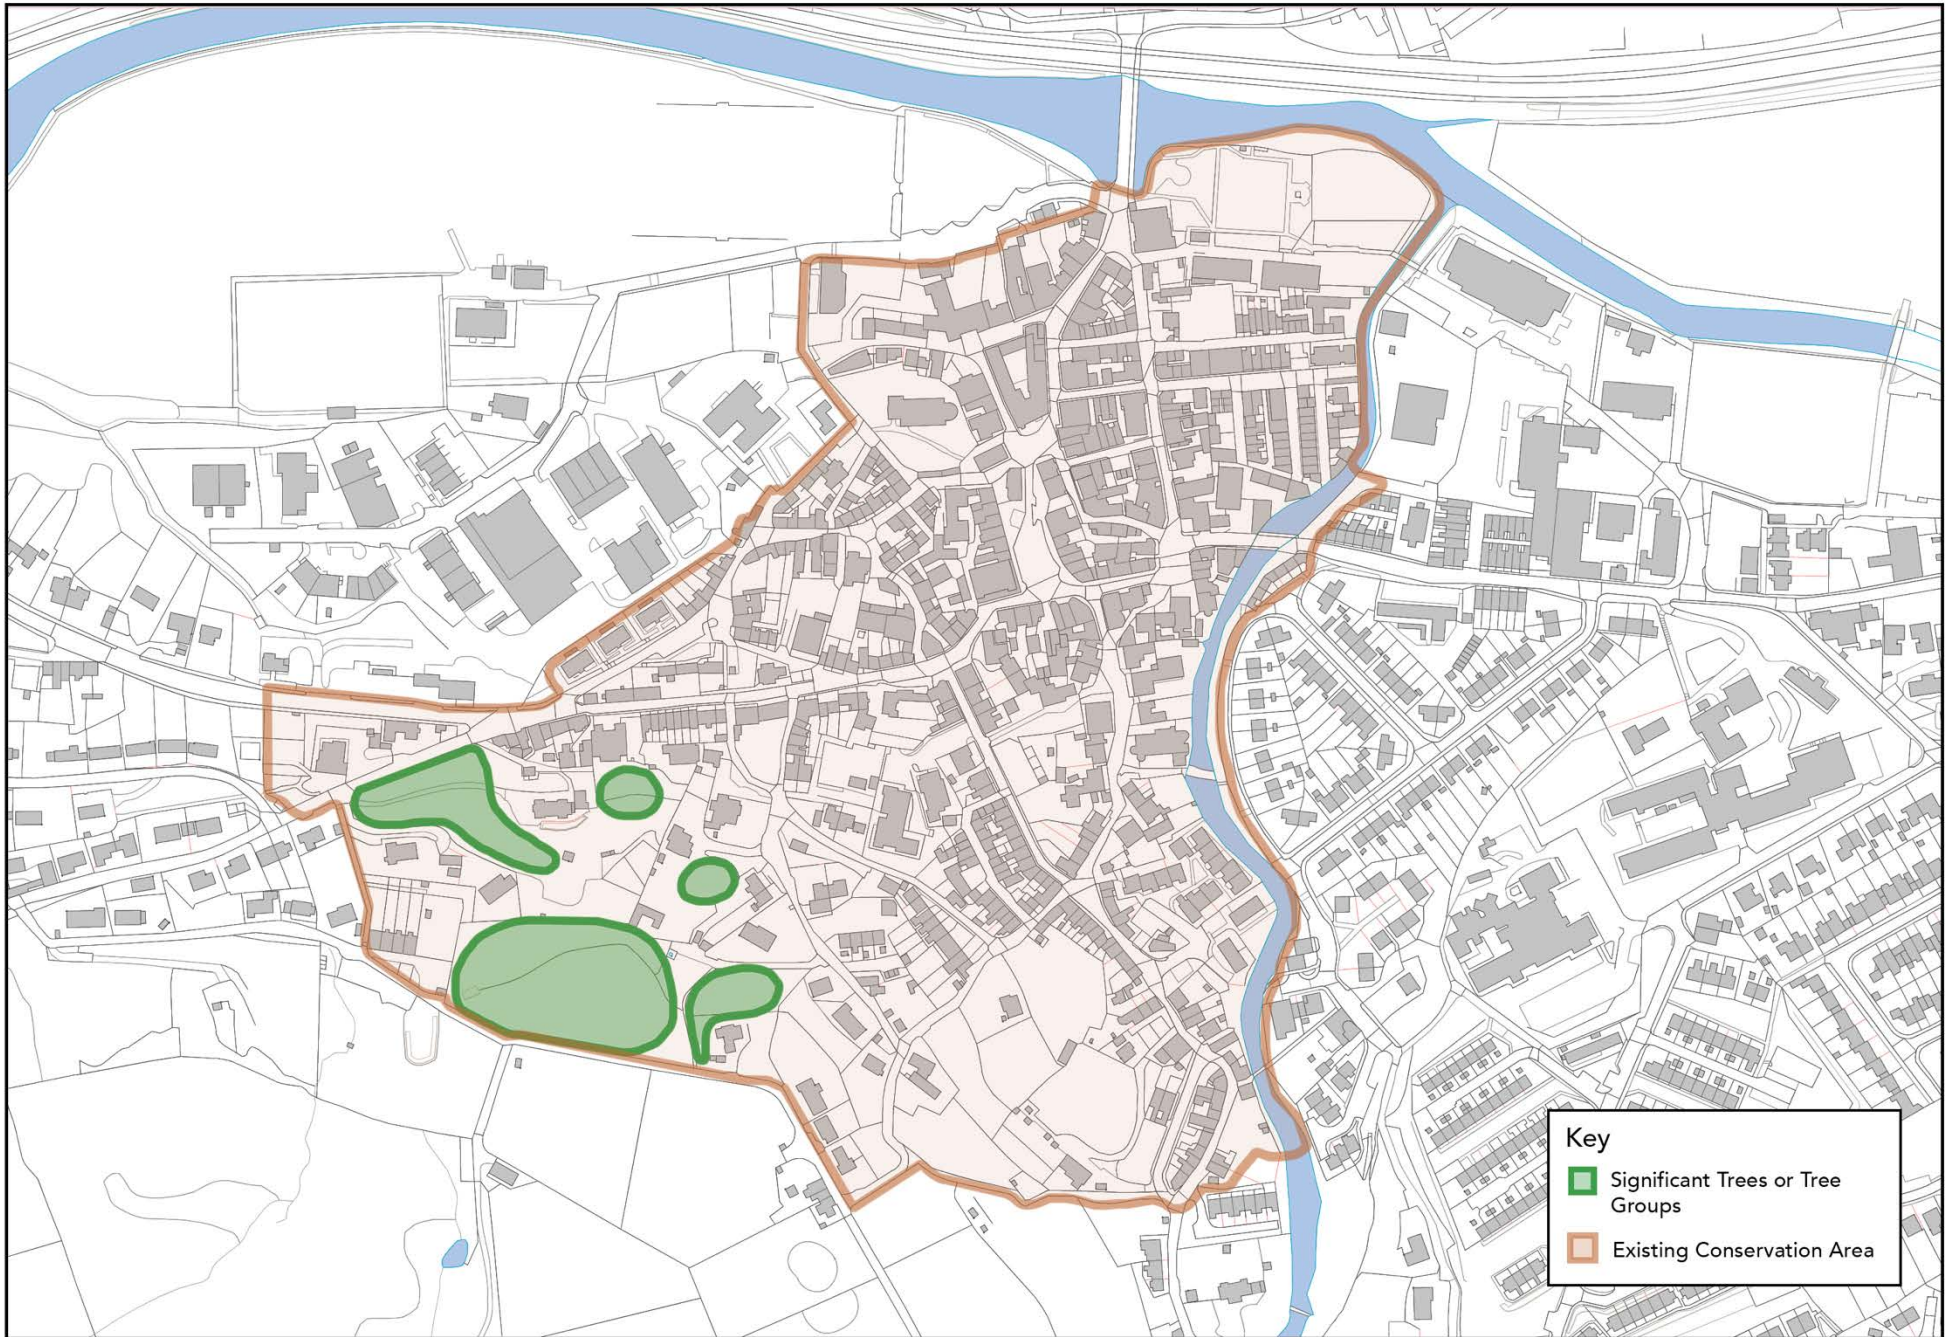 Key
Significant Trees or Tree
Groups
Existing Conservation Area